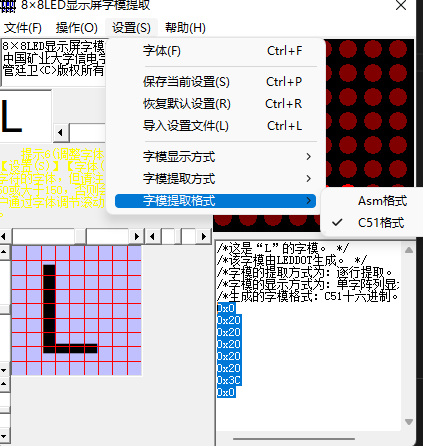 8×8LED显示屏字模提取
文件(F) 操作(O) 设置(S) 帮助(H)
8×8LED显示屏字模
中国矿业大学信电学
管廷卫<C>版权所有
L
字体(F) Ctrl+F
保存当前设置(S) Ctrl+P
恢复默认设置(R) Ctrl+R
导入设置文件(L) Ctrl+L
字模显示方式
字模提取方式
字模提取格式
Asm格式
C51格式
/*这是“L”的字模。 */
/*该字模由LEDDOT生成。 */
/*字模的提取方式为：逐行提取。
/*字模的显示方式为：单字阵列显
/*生成的字模格式：C51十六进制。
0x0
0x20
0x20
0x20
0x20
0x20
0x3C
0x0